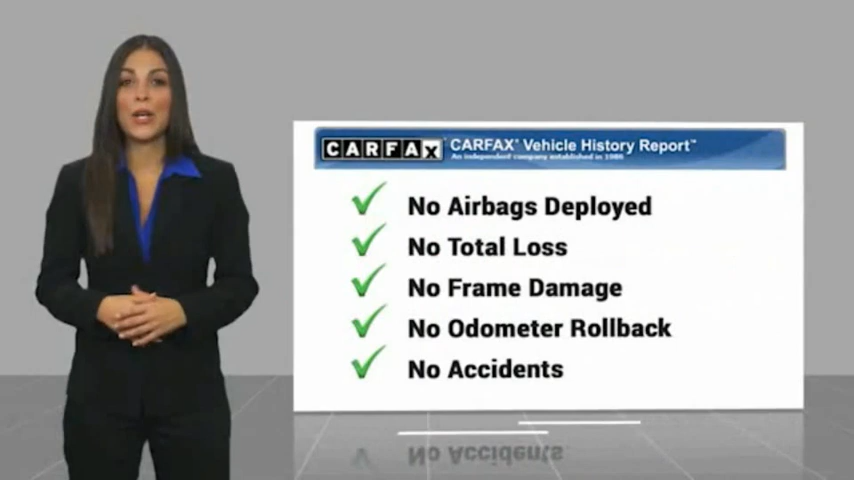 CARFAX CARFAX® Vehicle History Report™
An independent company established in 1986
No Airbags Deployed
No Total Loss
No Frame Damage
No Odometer Rollback
No Accidents
No Accidents